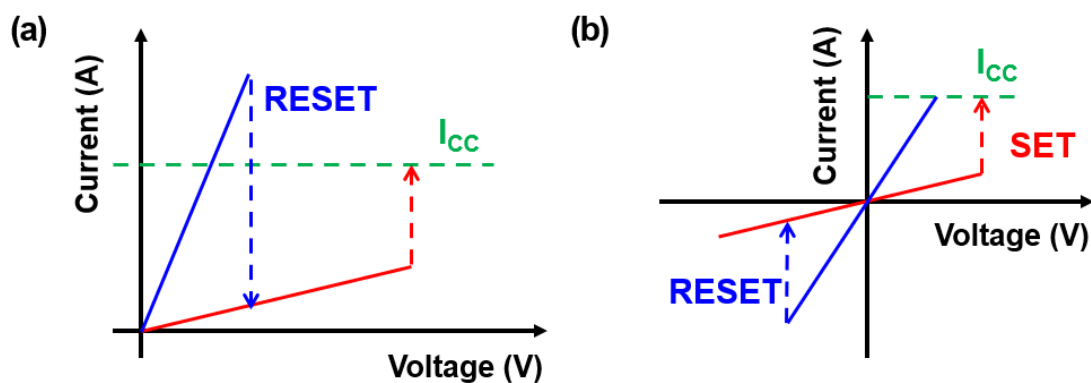 (a)
Current (A)
RESET
I_CC
Voltage (V)
(b)
Current (A)
I_CC
SET
Voltage (V)
RESET